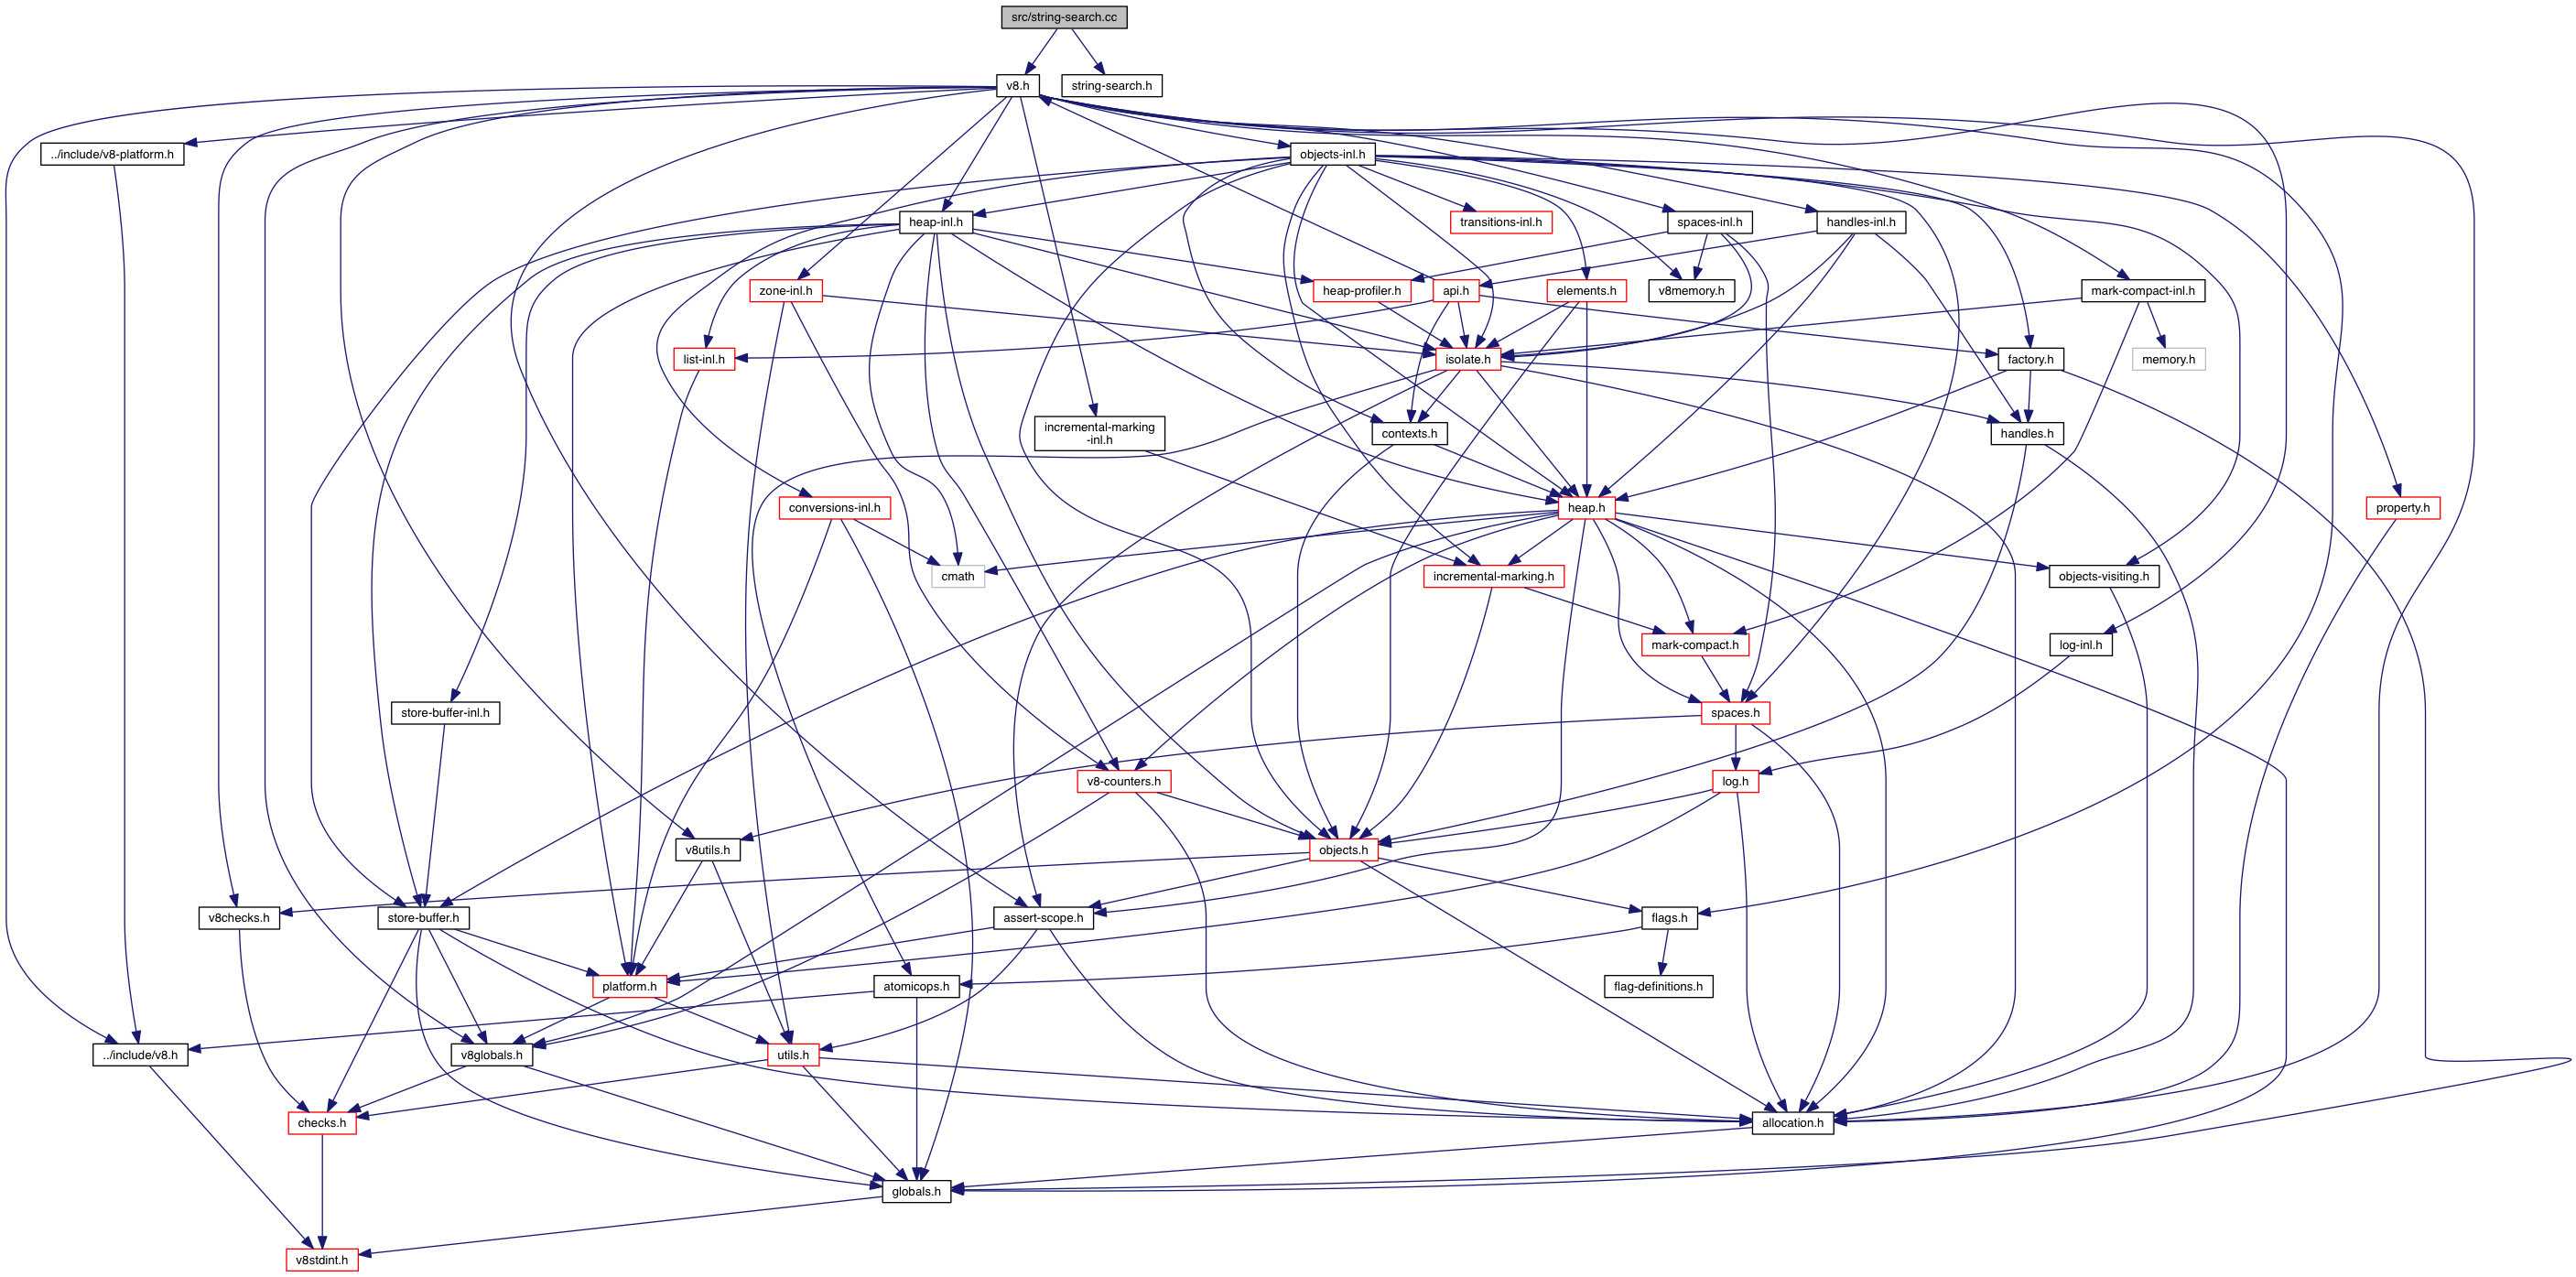 src/string-search.cc
v8.h
string-search.h
../include/v8-platform.h
objects-inl.h
heap-inl.h
transitions-inl.h
spaces-inl.h
handles-inl.h
zone-inl.h
heap-profiler.h
api.h
elements.h
v8memory.h
mark-compact-inl.h
list-inl.h
isolate.h
factory.h
memory.h
incremental-marking
-inl.h
contexts.h
handles.h
conversions-inl.h
heap.h
property.h
cmath
incremental-marking.h
objects-visiting.h
mark-compact.h
log-inl.h
store-buffer-inl.h
spaces.h
v8-counters.h
log.h
v8utils.h
objects.h
v8checks.h
store-buffer.h
assert-scope.h
flags.h
platform.h
atomicops.h
flag-definitions.h
../include/v8.h
v8globals.h
utils.h
checks.h
allocation.h
globals.h
v8stdint.h